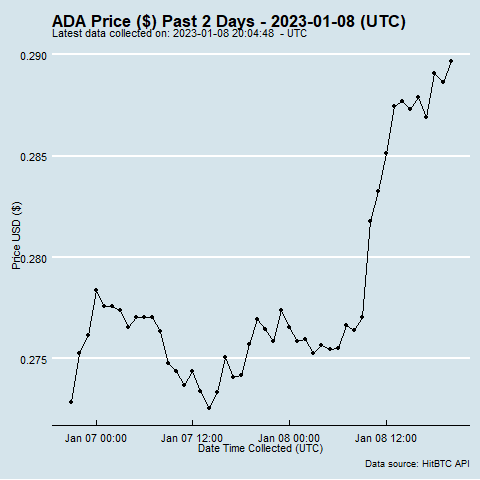 ADA Price ($) Past 2 Days - 2023-01-08 (UTC)
Latest data collected on: 2023-01-08 20:04:48  - UTC
0.290
0.285
0.280
0.275
Price USD ($)
Jan 07 00:00 Jan 07 12:00 Jan 08 00:00 Jan 08 12:00
Date Time Collected (UTC)
Data source: HitBTC API